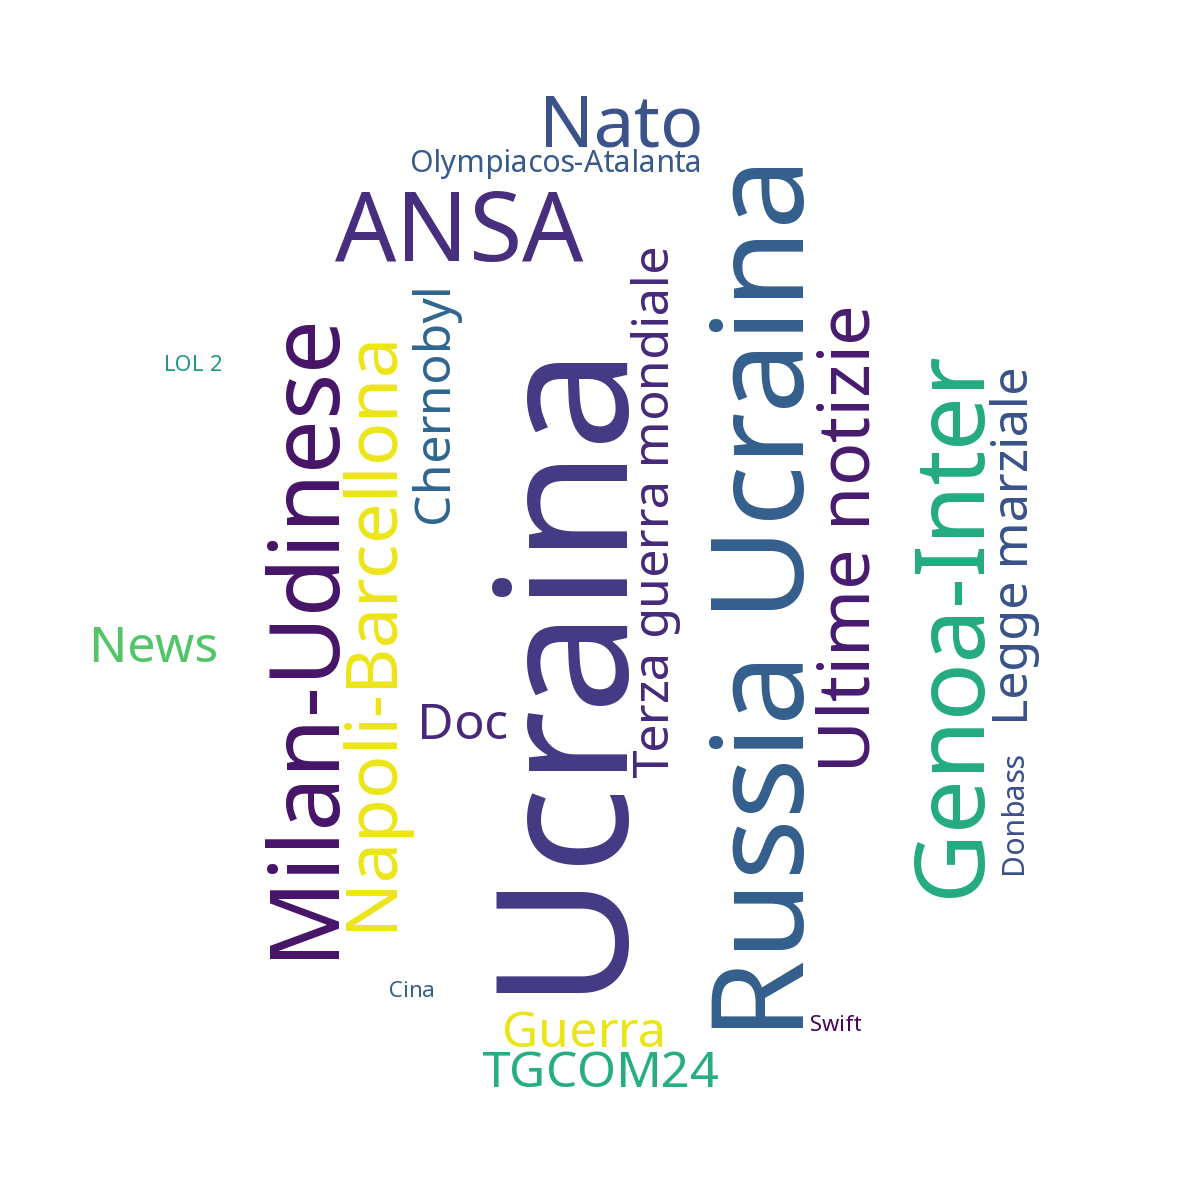 Nato
Olympiacos-Atalanta
ANSA
LOL 2
Milan-Udinese
Napoli-Barcellona
Chernobyl
Ucraina
Terza guerra mondiale
Russia Ucraina
Ultime notizie
Genoa-Inter
Legge marziale
News
Doc
Donbass
Cina
Guerra
Swift
TGCOM24